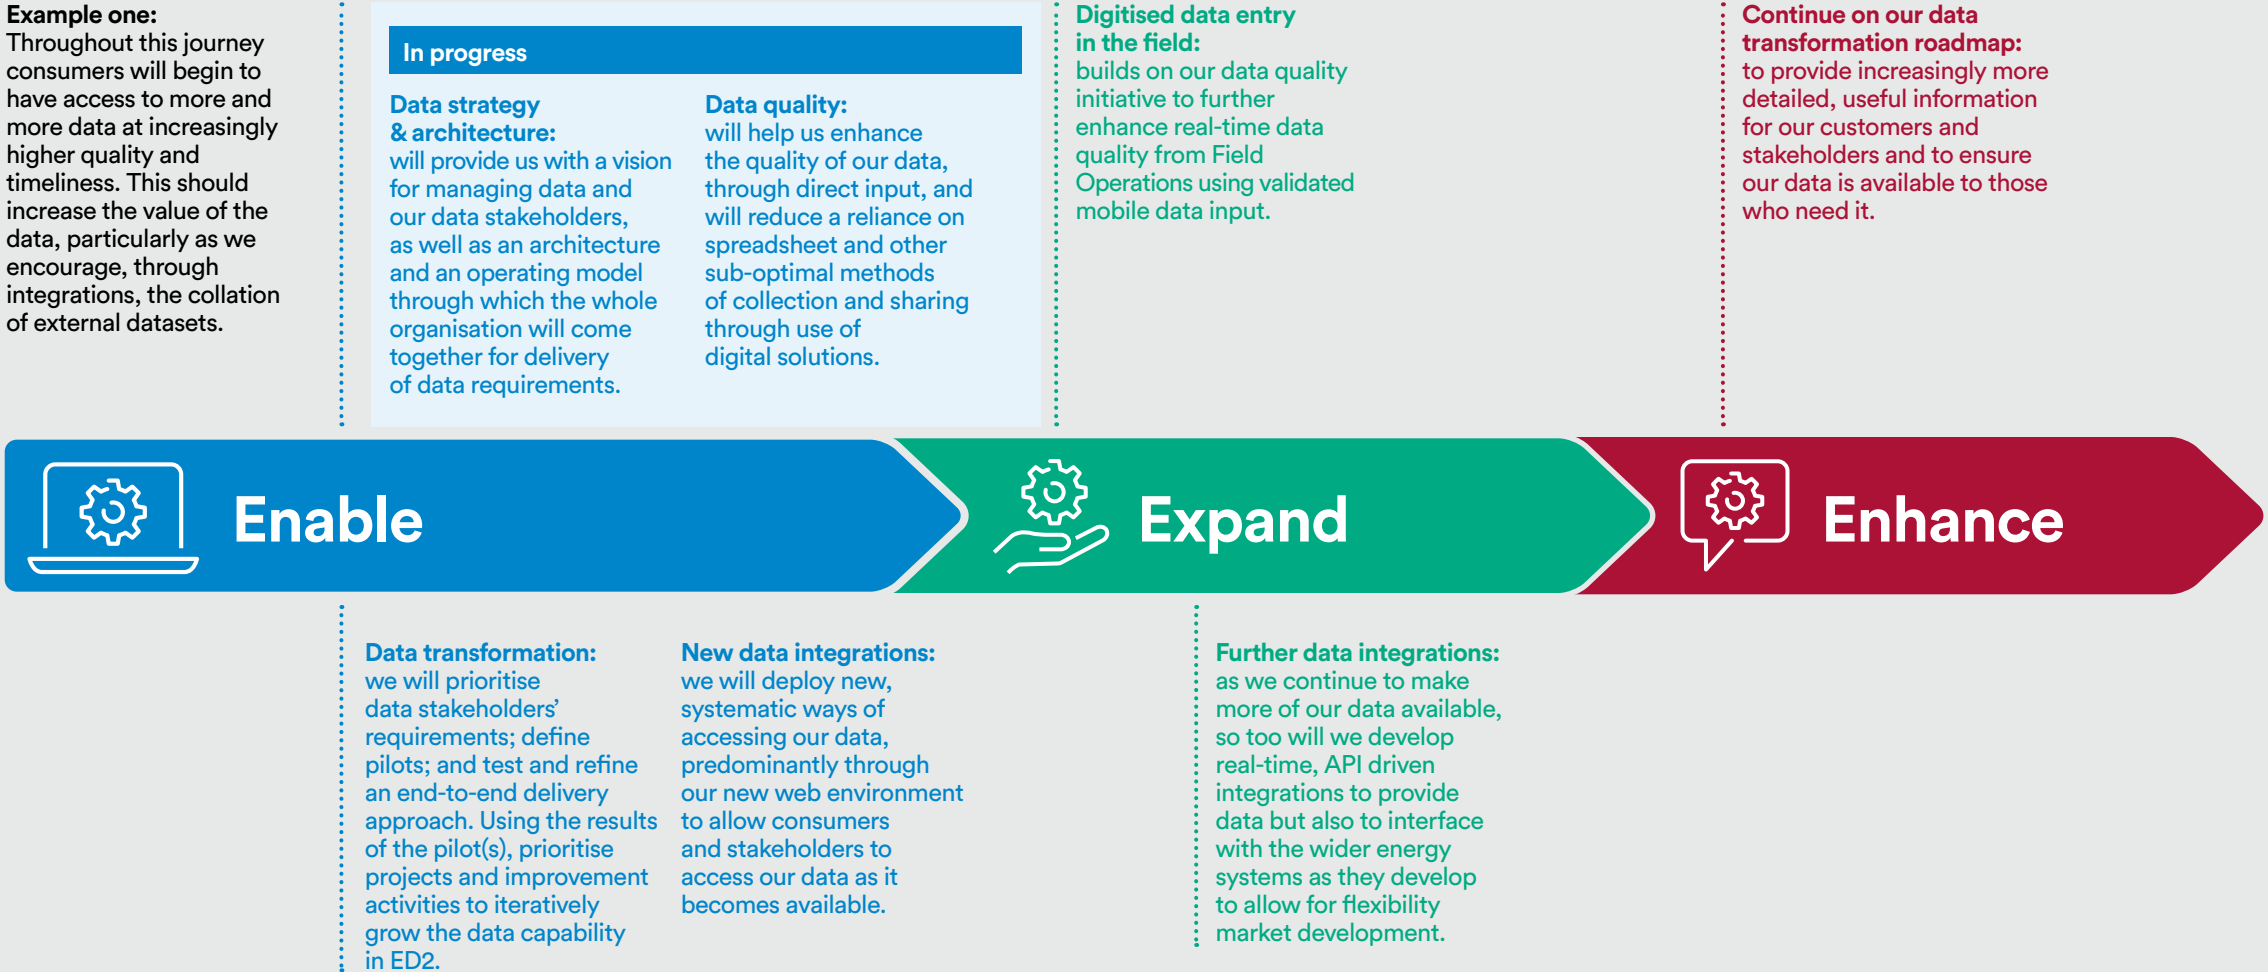 Example one:
Throughout this journey
consumers will begin to
have access to more and
more data at increasingly
higher quality and
timeliness. This should
increase the value of the
data, particularly as we
encourage, through
integrations, the collation
of external datasets.
In progress
Data strategy
& architecture:
will provide us with a vision
for managing data and
our data stakeholders,
as well as an architecture
and an operating model
through which the whole
organisation will come
together for delivery
of data requirements.
Data quality:
will help us enhance
the quality of our data,
through direct input, and
will reduce a reliance on
spreadsheet and other
sub-optimal methods
of collection and sharing
through use of
digital solutions.
Digitised data entry
in the field:
builds on our data quality
initiative to further
enhance real-time data
quality from Field
Operations using validated
mobile data input.
Continue on our data
transformation roadmap:
to provide increasingly more
detailed, useful information
for our customers and
stakeholders and to ensure
our data is available to those
who need it.
Enable
Expand
Enhance
Data transformation:
we will prioritise
data stakeholders’
requirements; define
pilots; and test and refine
an end-to-end delivery
approach. Using the results
of the pilot(s), prioritise
projects and improvement
activities to iteratively
grow the data capability
in ED2.
New data integrations:
we will deploy new,
systematic ways of
accessing our data,
predominantly through
our new web environment
to allow consumers
and stakeholders to
access our data as it
becomes available.
Further data integrations:
as we continue to make
more of our data available,
so too will we develop
real-time, API driven
integrations to provide
data but also to interface
with the wider energy
systems as they develop
to allow for flexibility
market development.